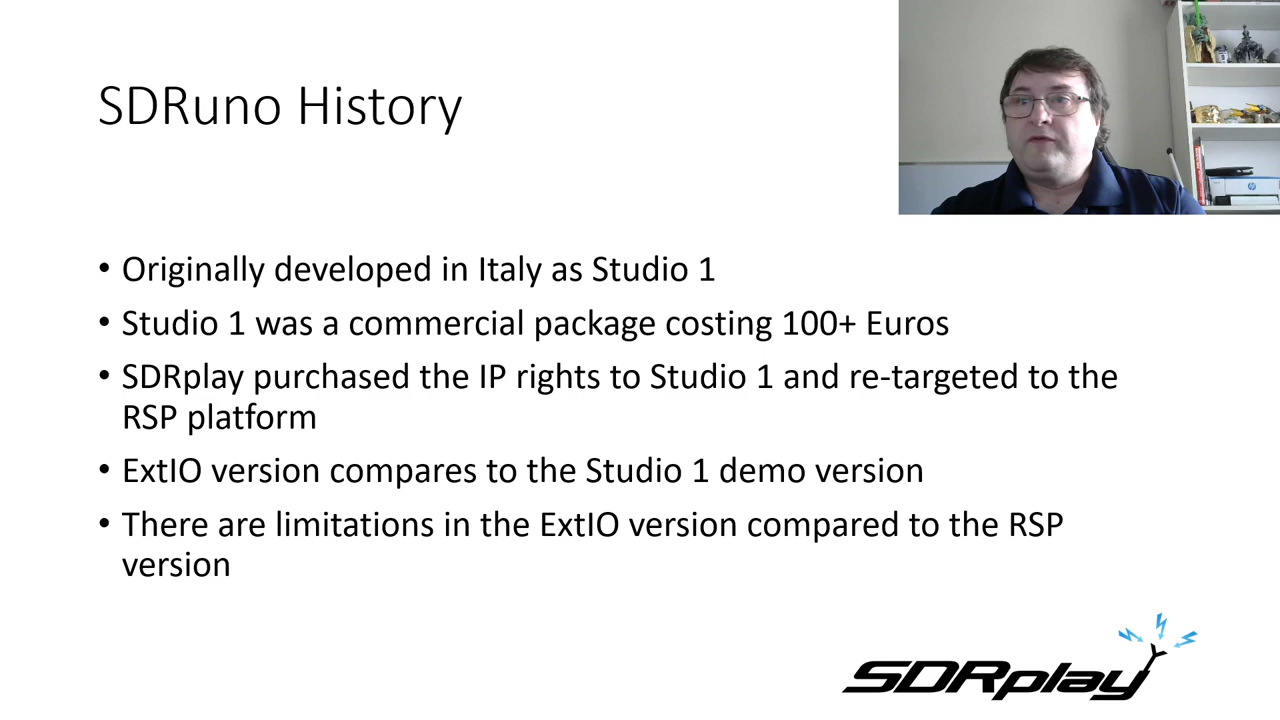 SDRuno History
• Originally developed in Italy as Studio 1
• Studio 1 was a commercial package costing 100+ Euros
• SDRplay purchased the IP rights to Studio 1 and re-targeted to the
RSP platform
• ExtIO version compares to the Studio 1 demo version
• There are limitations in the ExtIO version compared to the RSP
version
SDRplay
hp